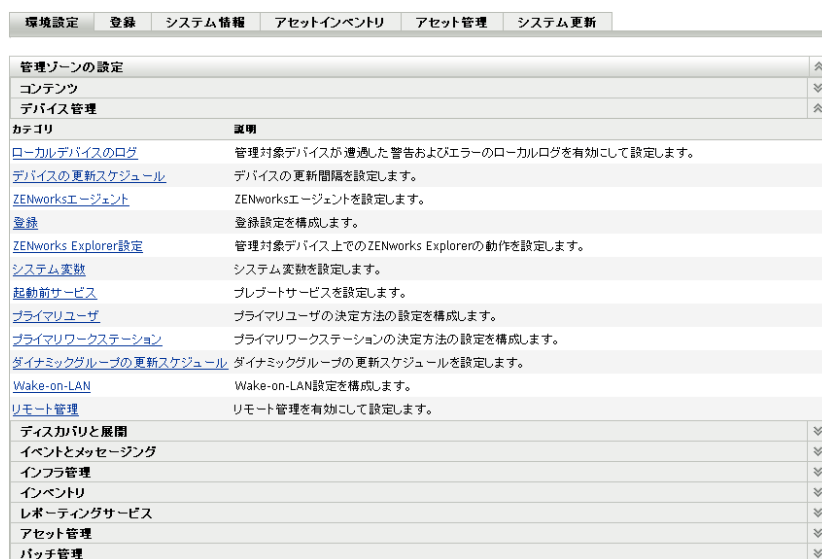 環境設定 登録 システム情報 アセットインベントリ アセット管理 システム更新
管理ゾーンの設定
コンテンツ
デバイス管理
カテゴリ 説明
ローカルデバイスのログ 管理対象デバイスが遭遇した警告およびエラーのローカルログを有効にして設定します。
デバイスの更新スケジュール デバイスの更新間隔を設定します。
ZENworksエージェント ZENworksエージェントを設定します。
登録 登録設定を構成します。
ZENworks Explorer設定 管理対象デバイス上でのZENworks Explorerの動作を設定します。
システム変数 システム変数を設定します。
起動前サービス プレブートサービスを設定します。
プライマリユーザ プライマリユーザの決定方法の設定を構成します。
プライマリワークステーション プライマリワークステーションの決定方法の設定を構成します。
ダイナミックグループの更新スケジュール ダイナミックグループの更新スケジュールを設定します。
Wake-on-LAN Wake-on-LAN設定を構成します。
リモート管理 リモート管理を有効にして設定します。
ディスカバリと展開
イベントとメッセージング
インフラ管理
インベントリ
レポーティングサービス
アセット管理
パッチ管理